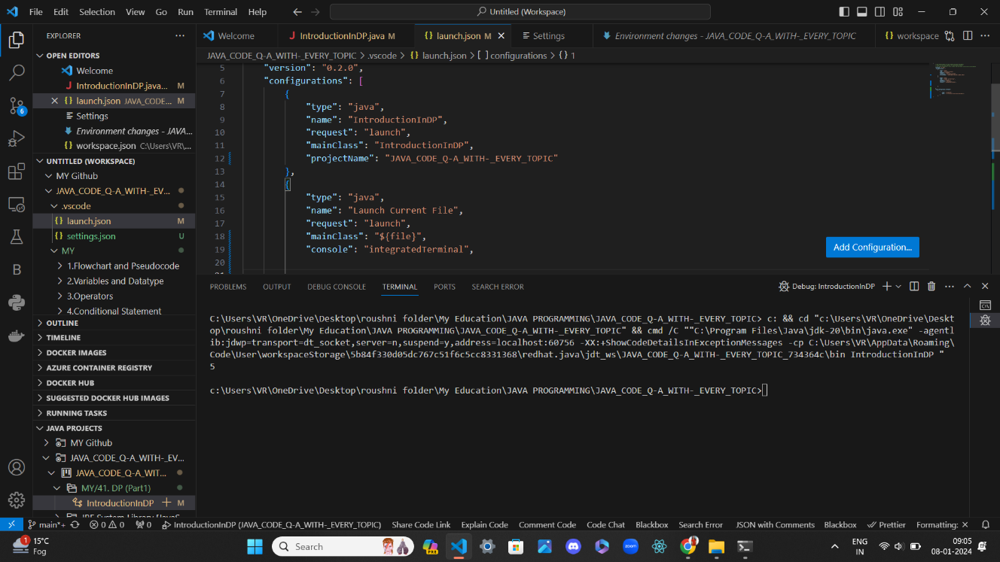 File Edit Selection View Go Run Terminal Help
Untitled (Workspace)
EXPLORER
Welcome
IntroductionInDP.java M
launch.json M
Settings
Environment changes - JAVA_CODE_Q-A_WITH-_EVERY_TOPIC
workspace
JAVA_CODE_Q-A_WITH-_EVERY_TOPIC > .vscode > {} launch.json > [ ] configurations > {} 1
OPEN EDITORS
Welcome
J IntroductionInDP.java... M
{} launch.json JAVA_CODE... M
Settings
Environment changes - JAVA...
{} workspace.json C:\Users\VR\...
UNTITLED (WORKSPACE)
MY Github
JAVA_CODE_Q-A_WITH-_EV...
.vscode
{} launch.json M
{} settings.json U
MY
1.Flowchart and Pseudocode
2.Variables and Datatype
3.Operators
4.Conditional Statement
OUTLINE
TIMELINE
DOCKER IMAGES
AZURE CONTAINER REGISTRY
DOCKER HUB
SUGGESTED DOCKER HUB IMAGES
RUNNING TASKS
JAVA PROJECTS
MY Github
JAVA_CODE_Q-A_WITH-_EV...
JAVA_CODE_Q-A_WIT...
MY/41. DP (Part1)
IntroductionInDP M
6
5 "version": "0.2.0",
6 "configurations": [
7 {
8 "type": "java",
9 "name": "IntroductionInDP",
10 "request": "launch",
11 "mainClass": "IntroductionInDP",
12 "projectName": "JAVA_CODE_Q-A_WITH-_EVERY_TOPIC"
13 },
14 {
15 "type": "java",
16 "name": "Launch Current File",
17 "request": "launch",
18 "mainClass": "${file}",
19 "console": "integratedTerminal",
20
Add Configuration...
PROBLEMS OUTPUT DEBUG CONSOLE TERMINAL PORTS SEARCH ERROR
Debug: IntroductionInDP
C:\Users\VR\OneDrive\Desktop\roushni folder\My Education\JAVA PROGRAMMING\JAVA_CODE_Q-A_WITH-_EVERY_TOPIC> c: && cd "c:\Users\VR\OneDrive\Deskt
op\roushni folder\My Education\JAVA PROGRAMMING\JAVA_CODE_Q-A_WITH-_EVERY_TOPIC" && cmd /C ""C:\Program Files\Java\jdk-20\bin\java.exe" -agentl
ib:jdwp=transport=dt_socket,server=n,suspend=y,address=localhost:60756 -XX:+ShowCodeDetailsInExceptionMessages -cp C:\Users\VR\AppData\Roaming\
Code\User\workspaceStorage\5b84f330d05dc767c51f6c5cc8331368\redhat.java\jdt_ws\JAVA_CODE_Q-A_WITH-_EVERY_TOPIC_734364c\bin IntroductionInDP "
5
c:\Users\VR\OneDrive\Desktop\roushni folder\My Education\JAVA PROGRAMMING\JAVA_CODE_Q-A_WITH-_EVERY_TOPIC>
main*+ 0 0 0 IntroductionInDP (JAVA_CODE_Q-A_WITH-_EVERY_TOPIC) Share Code Link Explain Code Comment Code Code Chat Blackbox Search Error JSON with Comments Blackbox Prettier Formating: ×
1
15°C
Fog
Search
PRE
zoom
ENG
IN
09:05
08-01-2024